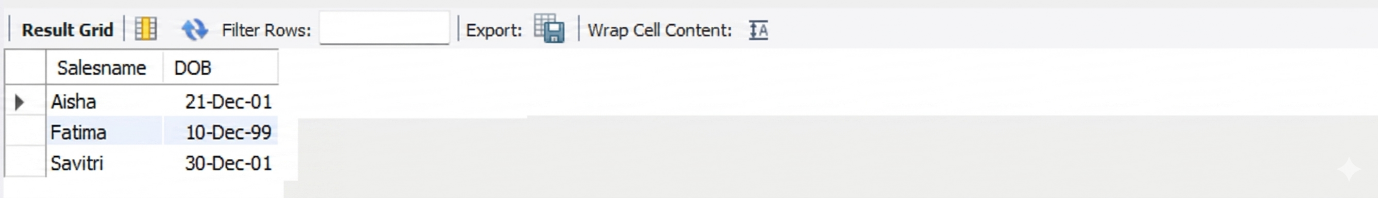 Result Grid Filter Rows: Export: Wrap Cell Content: A
Salesname DOB
Aisha 21-Dec-01
Fatima 10-Dec-99
Savitri 30-Dec-01